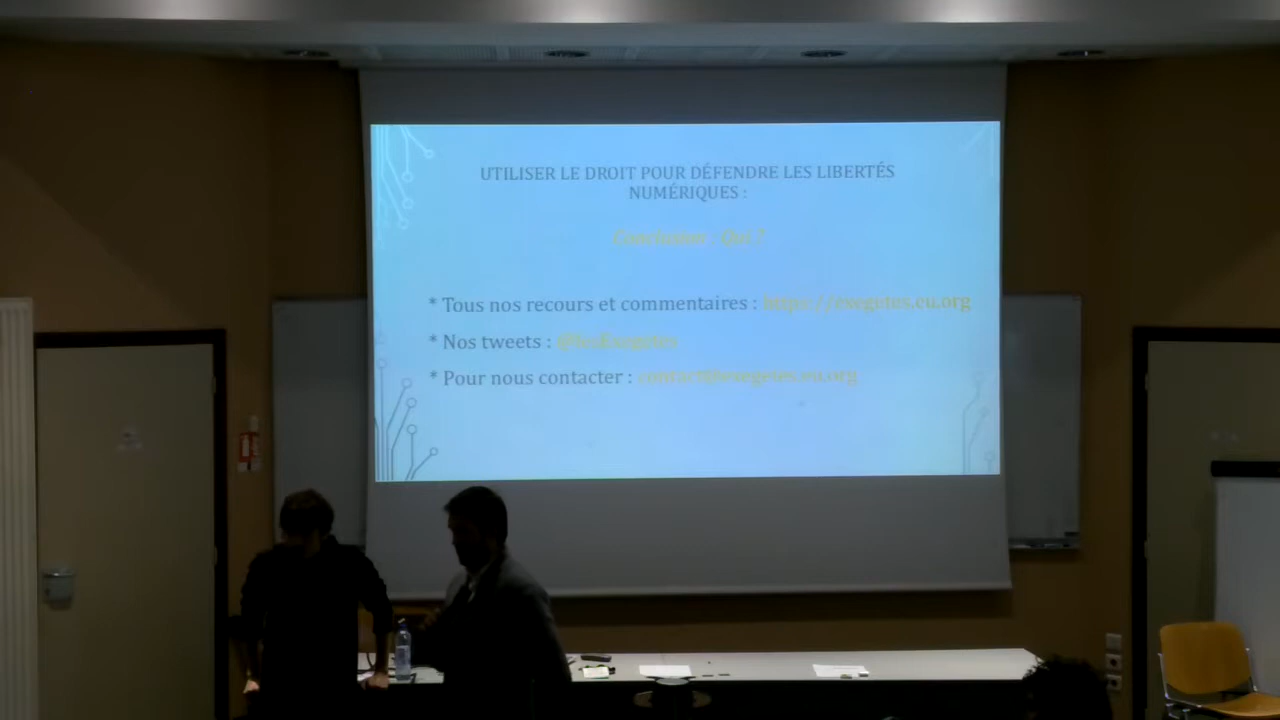 UTILISER LE DROIT POUR DÉFENDRE LES LIBERTÉS
NUMÉRIQUES :
Conclusion : Qui ?
* Tous nos recours et commentaires : https://exegetes.eu.org
* Nos tweets :
* Pour nous contacter : contact@exegetes.eu.org